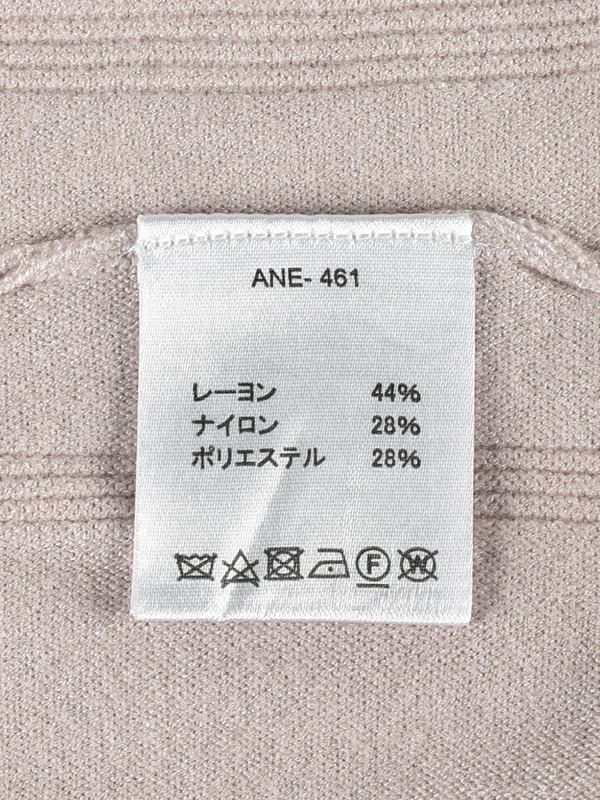 ANE- 461
レーヨン 44%
ナイロン 28%
ポリエステル 28%
F W